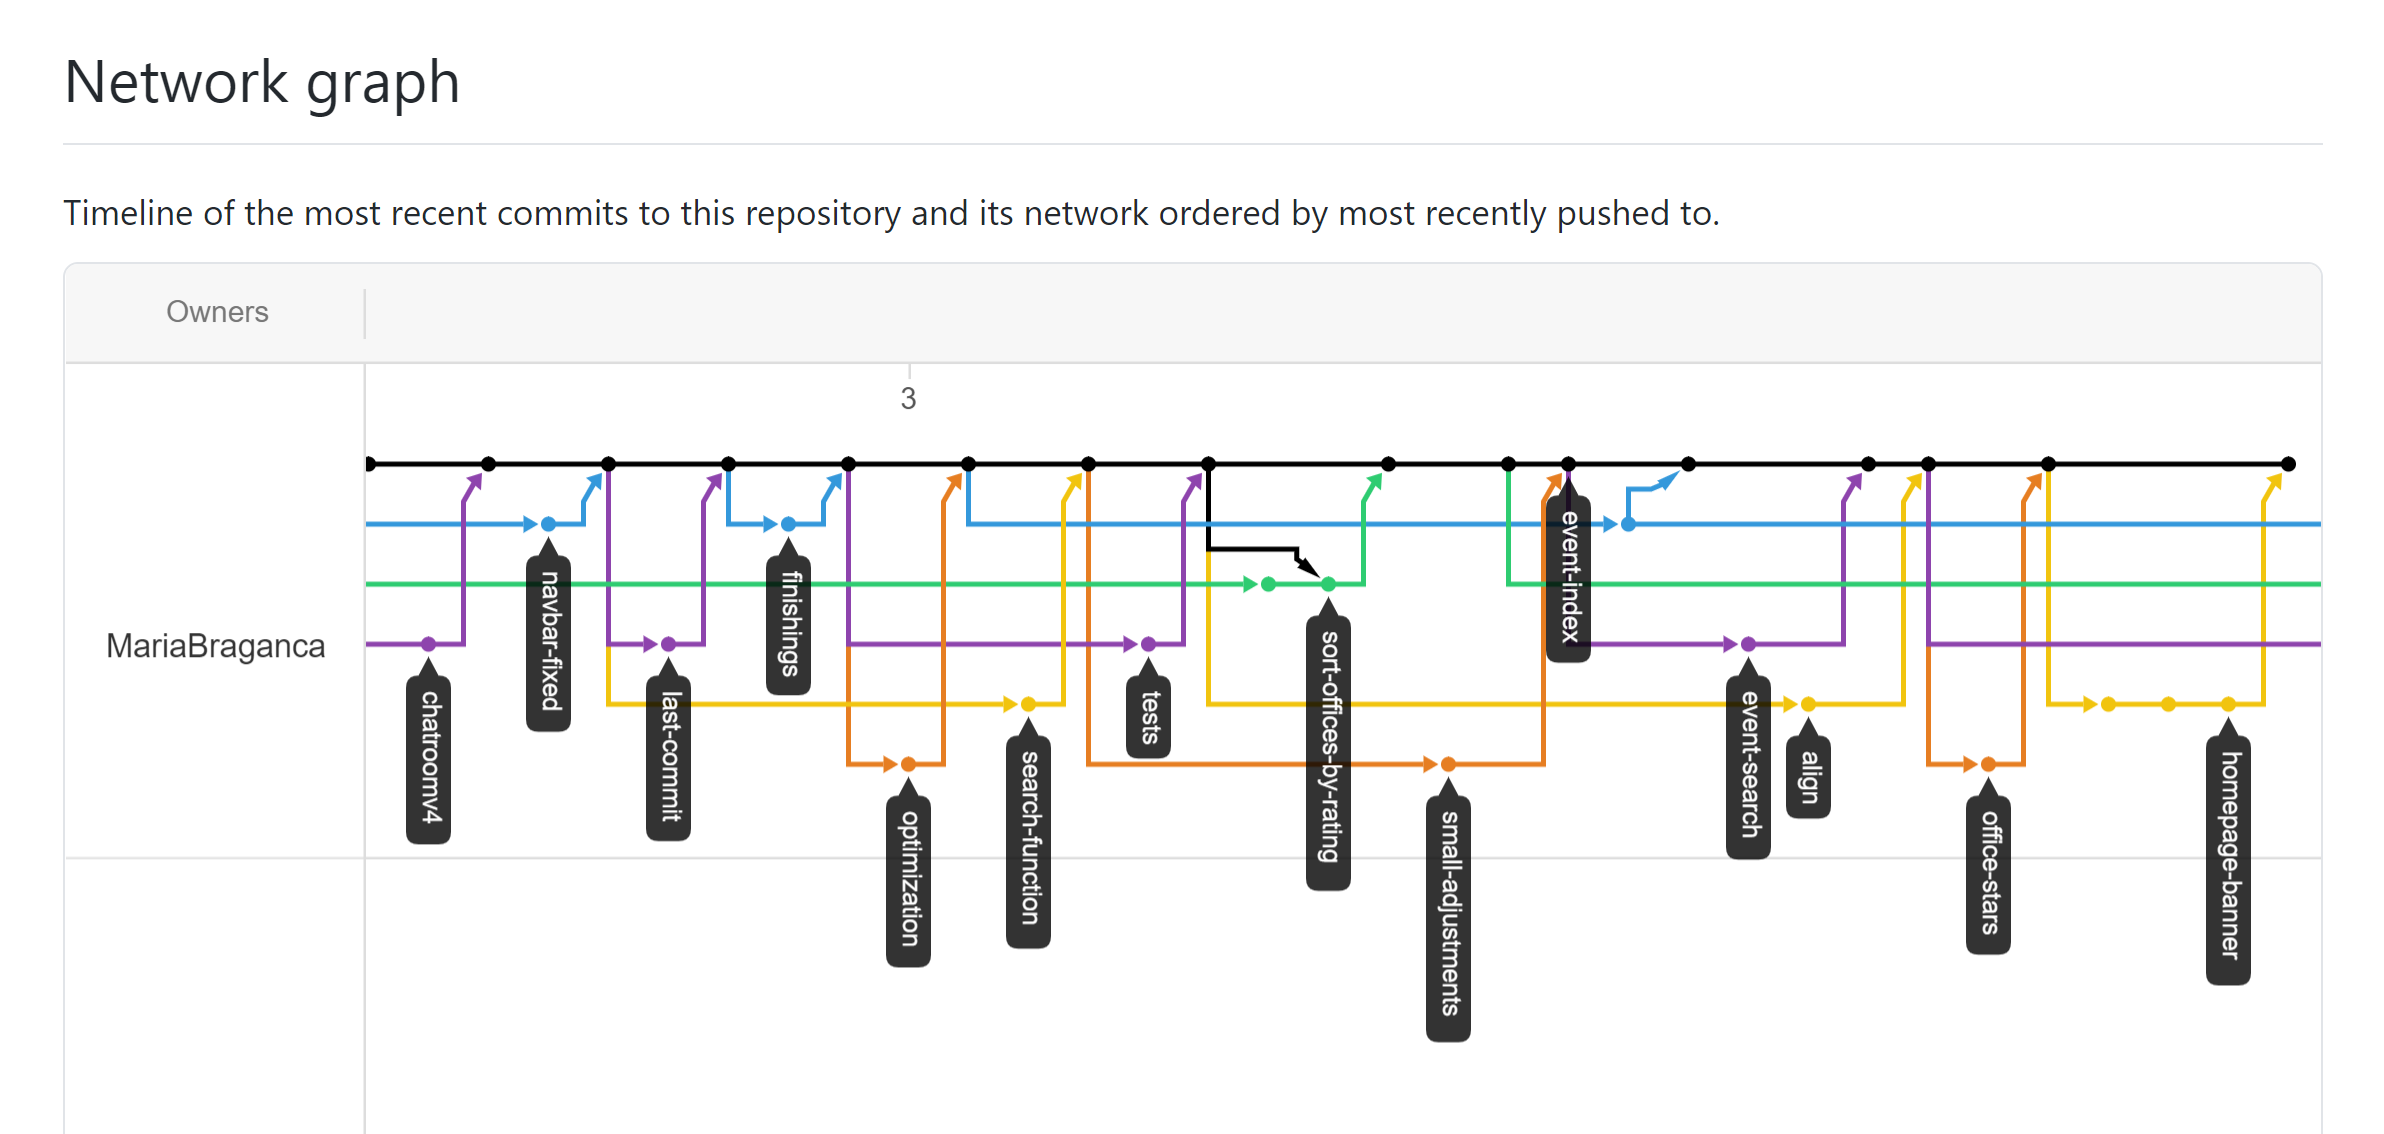 Network graph
Timeline of the most recent commits to this repository and its network ordered by most recently pushed to.
Owners
3
MariaBraganca
chatroomv4
navbar-fixed
last-commit
finishings
optimization
search-function
tests
sort-offices-by-rating
small-adjustments
event-index
event-search
align
office-stars
homepage-banner